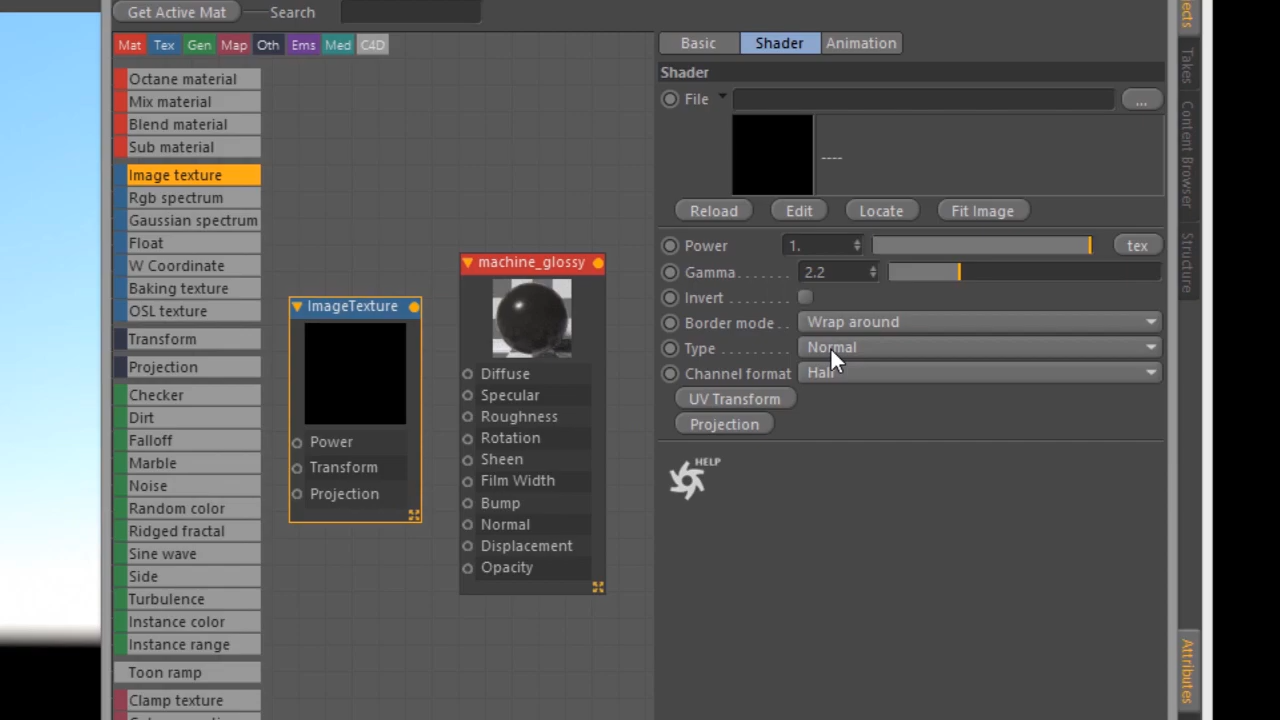 Get Active Mat
Search
Mat Tex Gen Map Oth Ems Med C4D
Octane material
Mix material
Blend material
Sub material
Image texture
Rgb spectrum
Gaussian spectrum
Float
W Coordinate
Baking texture
OSL texture
Transform
Projection
Checker
Dirt
Falloff
Marble
Noise
Random color
Ridged fractal
Sine wave
Side
Turbulence
Instance color
Instance range
Toon ramp
Clamp texture
ImageTexture
Power
Transform
Projection
machine_glossy
Diffuse
Specular
Roughness
Rotation
Sheen
Film Width
Bump
Normal
Displacement
Opacity
Basic Shader Animation
Shader
File ...
----
Reload Edit Locate Fit Image
Power 1. tex
Gamma....... 2.2
Invert ........
Border mode.. Wrap around
Type ......... Normal
Channel format Half
UV Transform
Projection
HELP
Takes
Content Browser
Structure
Attributes